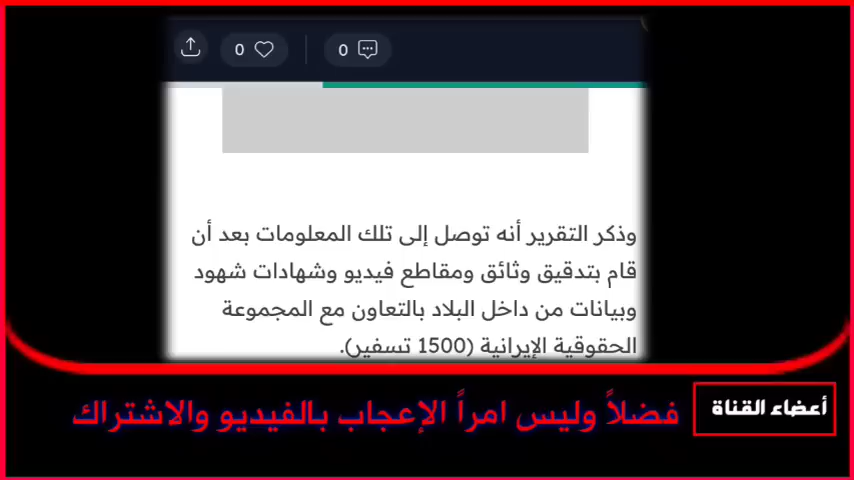 0
0
وذكر التقرير أنه توصل إلى تلك المعلومات بعد أن
قام بتدقيق وثائق ومقاطع فيديو وشهادات شهود
وبيانات من داخل البلاد بالتعاون مع المجموعة
الحقوقية الإيرانية (1500 تسفير).
أعضاء القناة
فضلاً وليس امراً الإعجاب بالفيديو والاشتراك